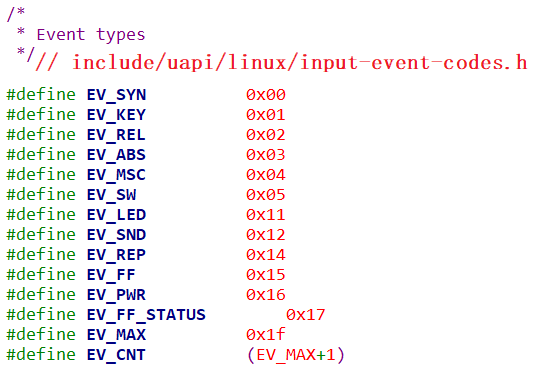 /*
 * Event types
 */// include/uapi/linux/input-event-codes.h
#define EV_SYN 0x00
#define EV_KEY 0x01
#define EV_REL 0x02
#define EV_ABS 0x03
#define EV_MSC 0x04
#define EV_SW 0x05
#define EV_LED 0x11
#define EV_SND 0x12
#define EV_REP 0x14
#define EV_FF 0x15
#define EV_PWR 0x16
#define EV_FF_STATUS 0x17
#define EV_MAX 0x1f
#define EV_CNT (EV_MAX+1)